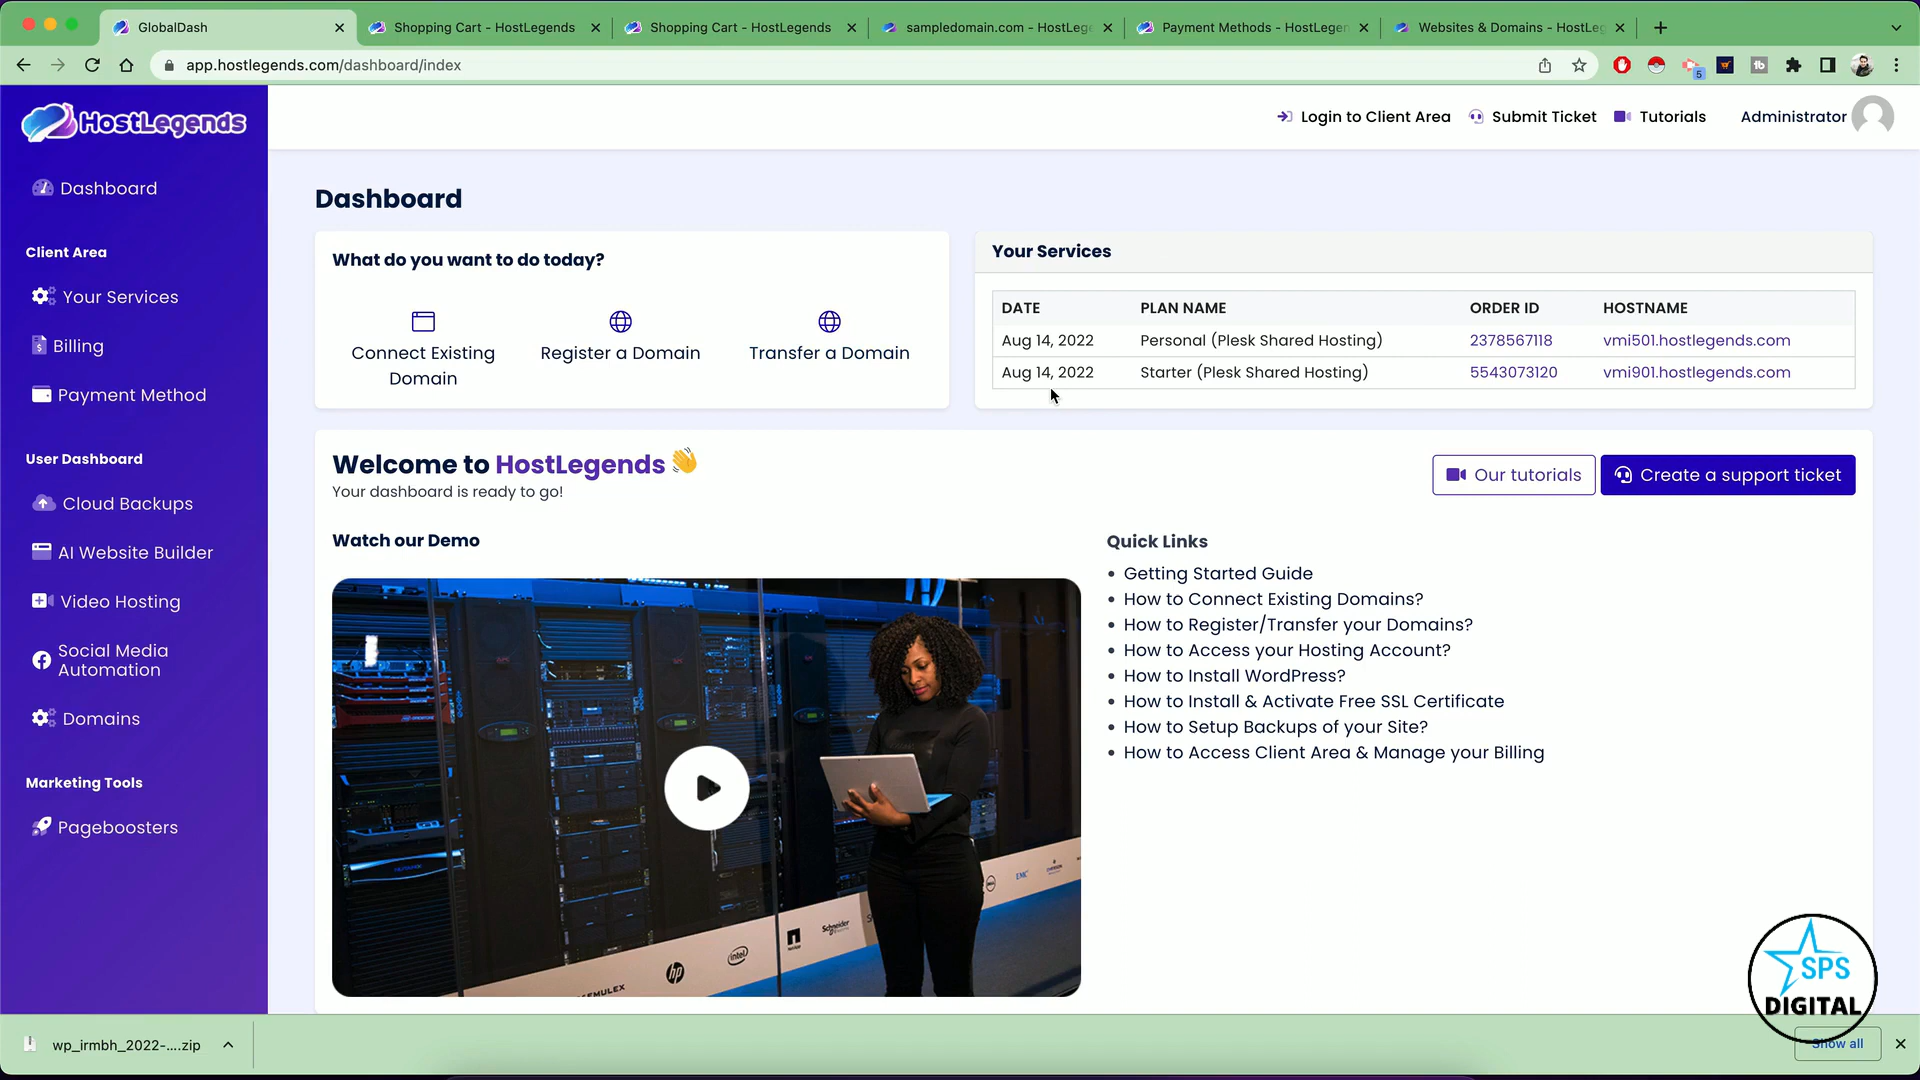 GlobalDash
Shopping Cart - HostLegends
Shopping Cart - HostLegends
sampledomain.com - HostLeg
Payment Methods - HostLegen
Websites & Domains - HostLeg
app.hostlegends.com/dashboard/index
5
tb
HostLegends
Login to Client Area
Submit Ticket
Tutorials
Administrator
Dashboard
Client Area
Your Services
Billing
Payment Method
User Dashboard
Cloud Backups
AI Website Builder
Video Hosting
Social Media
Automation
Domains
Marketing Tools
Pageboosters
Dashboard
What do you want to do today?
Connect Existing
Domain
Register a Domain
Transfer a Domain
Your Services
DATE PLAN NAME ORDER ID HOSTNAME
Aug 14, 2022 Personal (Plesk Shared Hosting) 2378567118 vmi501.hostlegends.com
Aug 14, 2022 Starter (Plesk Shared Hosting) 5543073120 vmi901.hostlegends.com
Welcome to HostLegends 👋
Your dashboard is ready to go!
Our tutorials
Create a support ticket
Watch our Demo
EMULEX
hp
intel
Schneider
EMC
DELL
Quick Links
• Getting Started Guide
• How to Connect Existing Domains?
• How to Register/Transfer your Domains?
• How to Access your Hosting Account?
• How to Install WordPress?
• How to Install & Activate Free SSL Certificate
• How to Setup Backups of your Site?
• How to Access Client Area & Manage your Billing
SPS
DIGITAL
wp_irmbh_2022-....zip
Show all